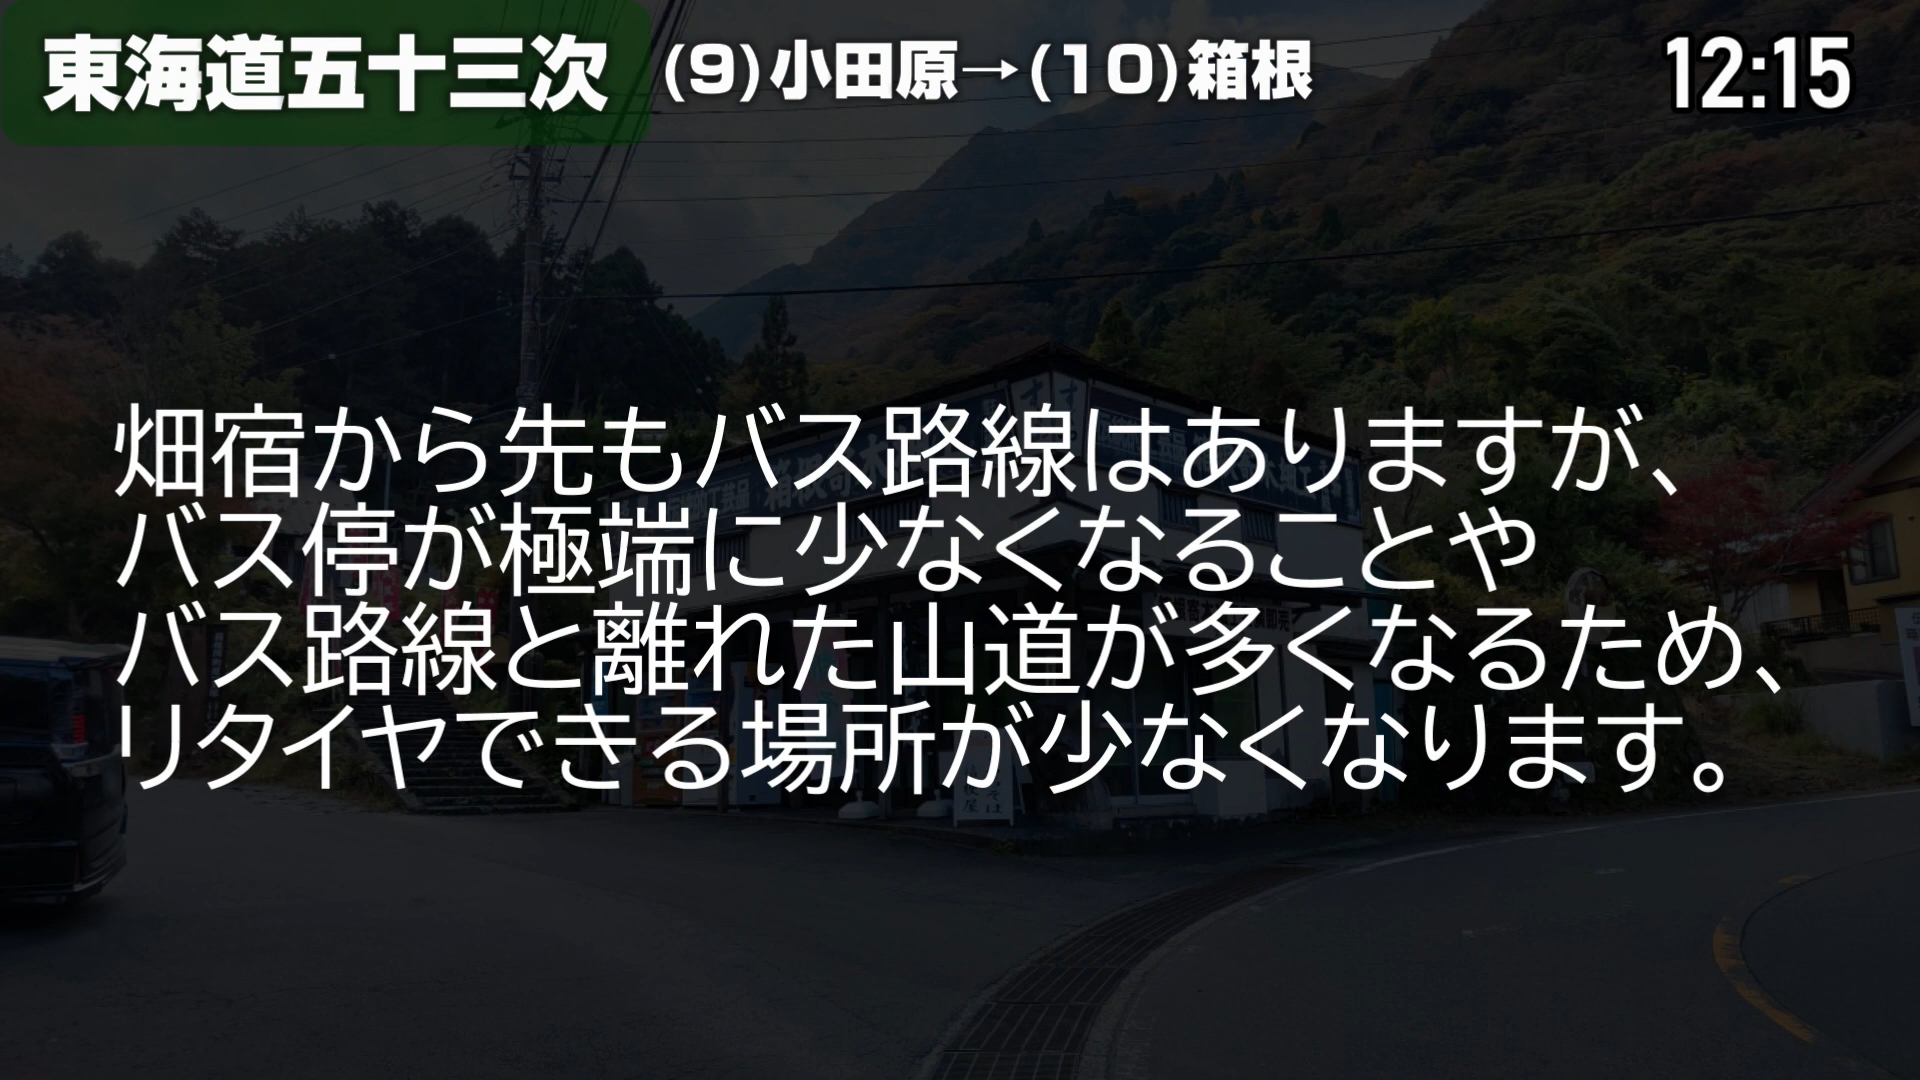 東海道五十三次
(9)小田原→(10)箱根
12:15
畑宿から先もバス路線はありますが、
バス停が極端に少なくなることや
バス路線と離れた山道が多くなるため、
リタイヤできる場所が少なくなります。